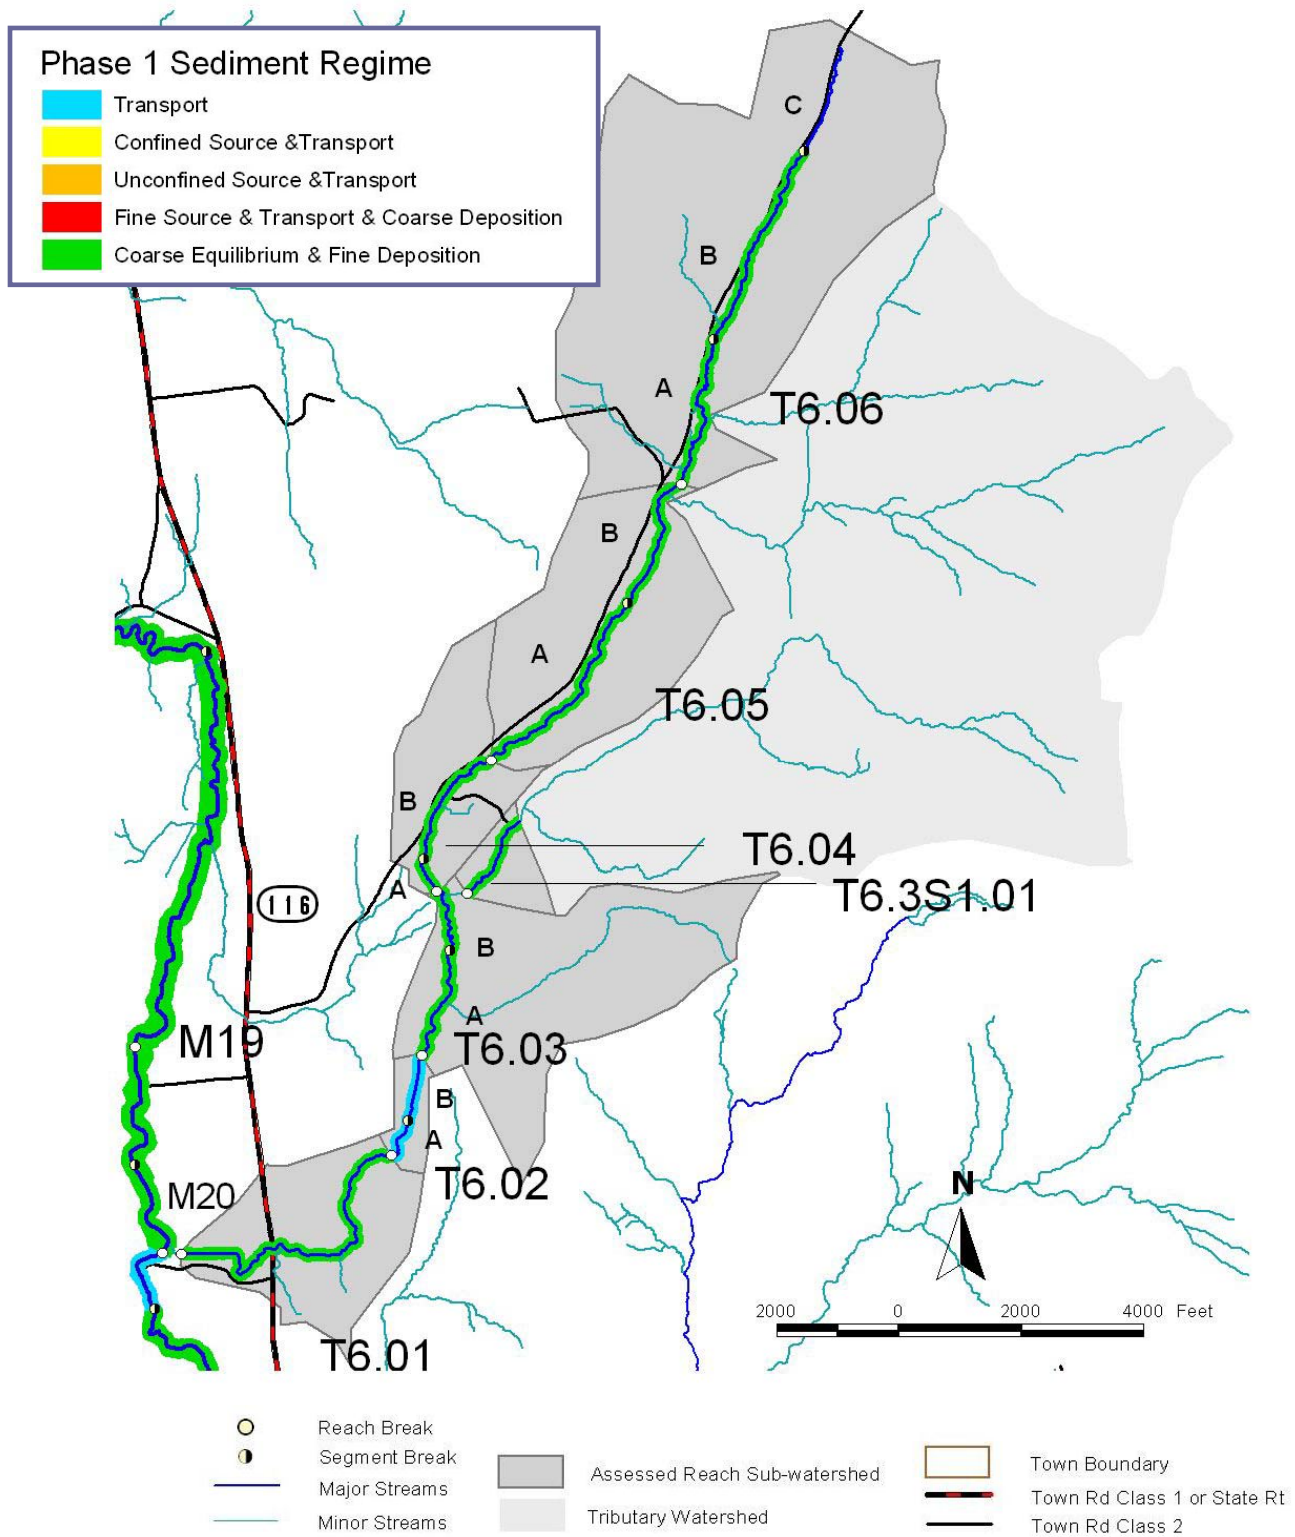 Phase 1 Sediment Regime
Transport
Confined Source &Transport
Unconfined Source &Transport
Fine Source & Transport & Coarse Deposition
Coarse Equilibrium & Fine Deposition
C
B
A
T6.06
B
A
T6.05
B
T6.04
A
T6.3S1.01
116
B
A
M19
T6.03
B
A
T6.02
M20
N
2000 0 2000 4000 Feet
T6.01
Reach Break
Segment Break
Major Streams
Minor Streams
Assessed Reach Sub-watershed
Tributary Watershed
Town Boundary
Town Rd Class 1 or State Rt
Town Rd Class 2